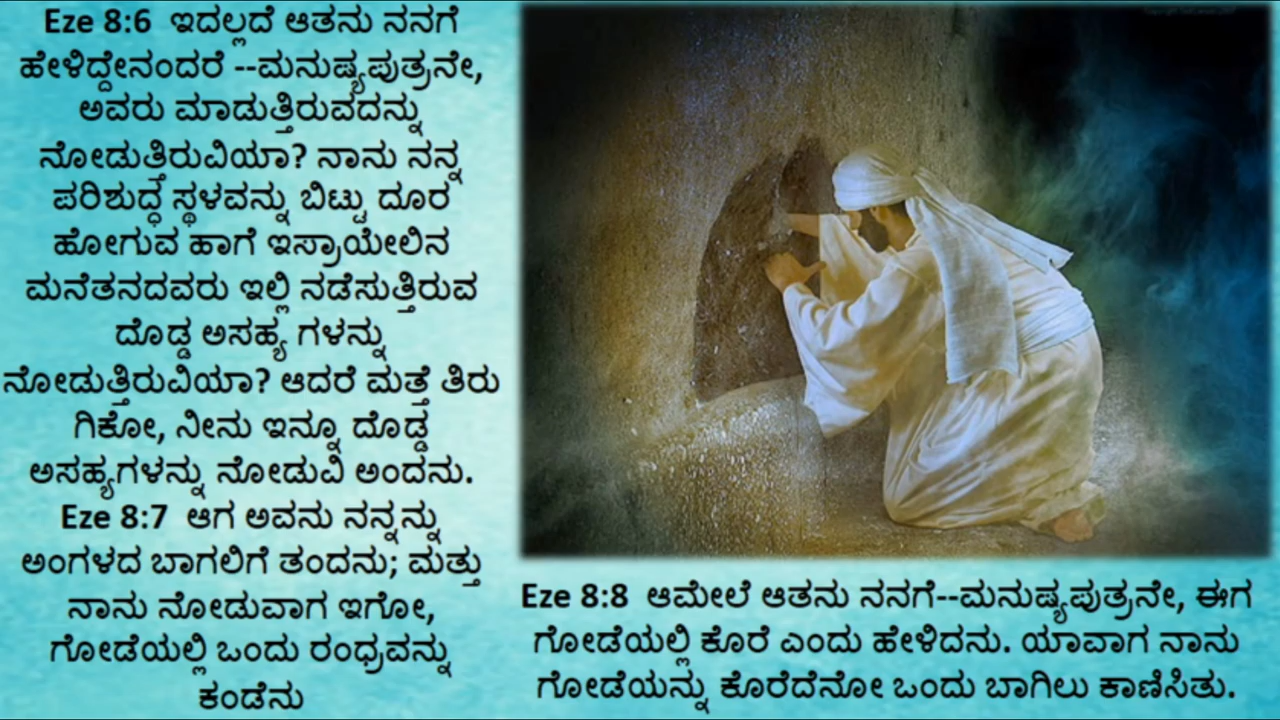 Eze 8:6 ಇದಲ್ಲದೆ ಆತನು ನನಗೆ
ಹೇಳಿದ್ದೇನಂದರೆ --ಮನುಷ್ಯಪುತ್ರನೇ,
ಅವರು ಮಾಡುತ್ತಿರುವದನ್ನು
ನೋಡುತ್ತಿರುವಿಯಾ? ನಾನು ನನ್ನ
ಪರಿಶುದ್ಧ ಸ್ಥಳವನ್ನು ಬಿಟ್ಟು ದೂರ
ಹೋಗುವ ಹಾಗೆ ಇಸ್ರಾಯೇಲಿನ
ಮನೆತನದವರು ಇಲ್ಲಿ ನಡೆಸುತ್ತಿರುವ
ದೊಡ್ಡ ಅಸಹ್ಯ ಗಳನ್ನು
ನೋಡುತ್ತಿರುವಿಯಾ? ಆದರೆ ಮತ್ತೆ ತಿರು
ಗಿಕೋ, ನೀನು ಇನ್ನೂ ದೊಡ್ಡ
ಅಸಹ್ಯಗಳನ್ನು ನೋಡುವಿ ಅಂದನು.
Eze 8:7 ಆಗ ಅವನು ನನ್ನನ್ನು
ಅಂಗಳದ ಬಾಗಲಿಗೆ ತಂದನು; ಮತ್ತು
ನಾನು ನೋಡುವಾಗ ಇಗೋ,
ಗೋಡೆಯಲ್ಲಿ ಒಂದು ರಂಧ್ರವನ್ನು
ಕಂಡೆನು
Eze 8:8 ಆಮೇಲೆ ಆತನು ನನಗೆ--ಮನುಷ್ಯಪುತ್ರನೇ, ಈಗ
ಗೋಡೆಯಲ್ಲಿ ಕೊರೆ ಎಂದು ಹೇಳಿದನು. ಯಾವಾಗ ನಾನು
ಗೋಡೆಯನ್ನು ಕೊರೆದೆನೋ ಒಂದು ಬಾಗಿಲು ಕಾಣಿಸಿತು.